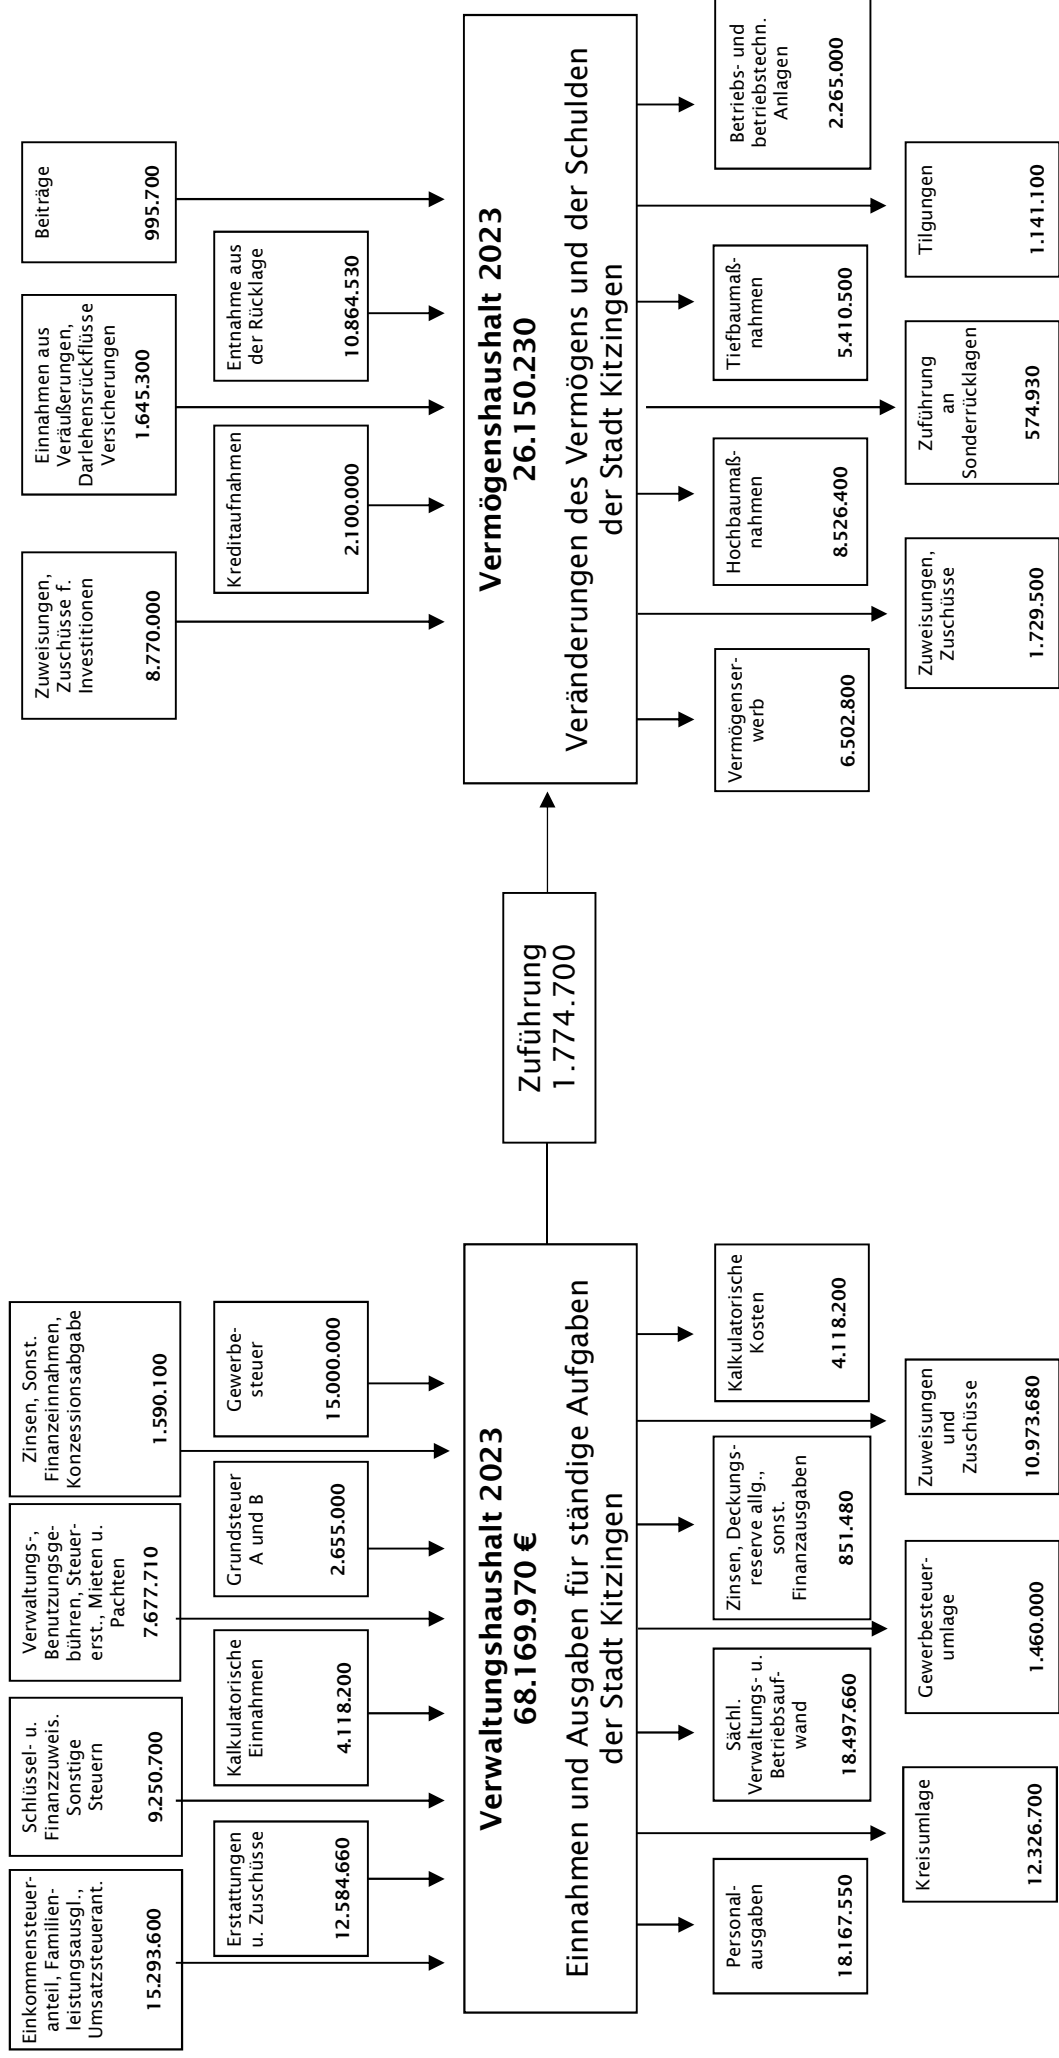 Einkommensteuer-
anteil, Familien-
leistungsausgl.,
Umsatzsteuerant.
15.293.600
Schlüssel- u.
Finanzzuweis.
Sonstige
Steuern
9.250.700
Verwaltungs-,
Benutzungsge-
bühren, Steuer-
erst., Mieten u.
Pachten
7.677.710
Zinsen, Sonst.
Finanzeinnahmen,
Konzessionsabgabe
1.590.100
Erstattungen
u. Zuschüsse
12.584.660
Kalkulatorische
Einnahmen
4.118.200
Grundsteuer
A und B
2.655.000
Gewerbe-
steuer
15.000.000
Verwaltungshaushalt 2023
68.169.970 €
Einnahmen und Ausgaben für ständige Aufgaben
der Stadt Kitzingen
Personal-
ausgaben
18.167.550
Sächl.
Verwaltungs- u.
Betriebsauf-
wand
18.497.660
Zinsen, Deckungs-
reserve allg.,
sonst.
Finanzausgaben
851.480
Kalkulatorische
Kosten
4.118.200
Kreisumlage
12.326.700
Gewerbesteuer-
umlage
1.460.000
Zuweisungen
und
Zuschüsse
10.973.680
Zuführung
1.774.700
Zuweisungen,
Zuschüsse f.
Investitionen
8.770.000
Einnahmen aus
Veräußerungen,
Darlehensrückflüsse
Versicherungen
1.645.300
Beiträge
995.700
Kreditaufnahmen
2.100.000
Entnahme aus
der Rücklage
10.864.530
Vermögenshaushalt 2023
26.150.230
Veränderungen des Vermögens und der Schulden
der Stadt Kitzingen
Vermögenser-
werb
6.502.800
Hochbaumaß-
nahmen
8.526.400
Tiefbaumaß-
nahmen
5.410.500
Betriebs- und
betriebstechn.
Anlagen
2.265.000
Zuweisungen,
Zuschüsse
1.729.500
Zuführung
an
Sonderrücklagen
574.930
Tilgungen
1.141.100